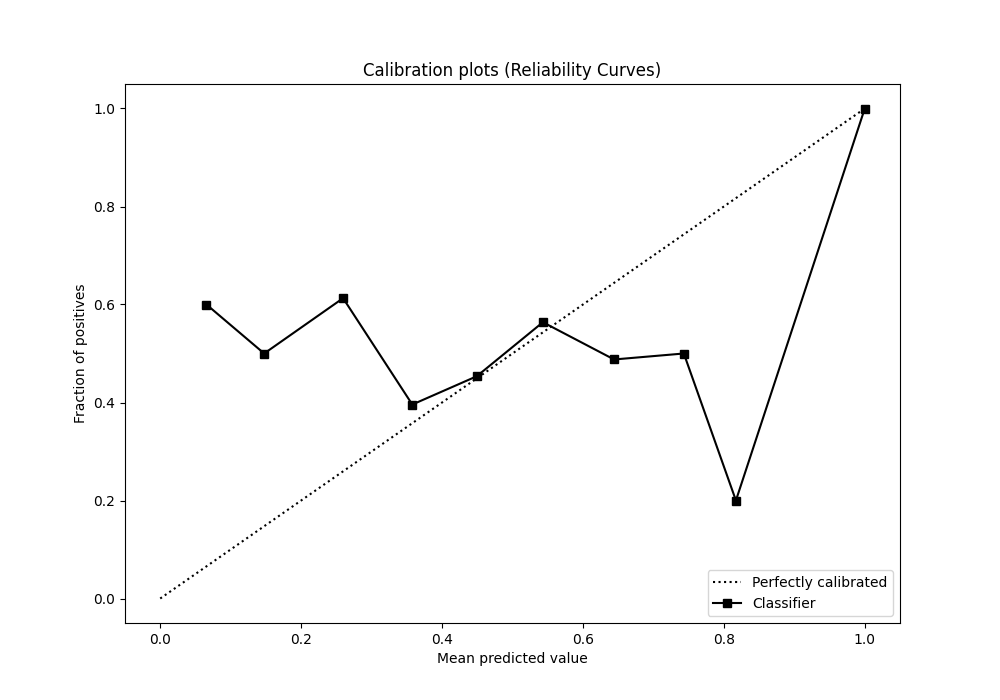 Calibration plots (Reliability Curves)
Fraction of positives
1.0
0.8
0.6
0.4
0.2
0.0
0.0 0.2 0.4 0.6 0.8 1.0
Mean predicted value
Perfectly calibrated
Classifier